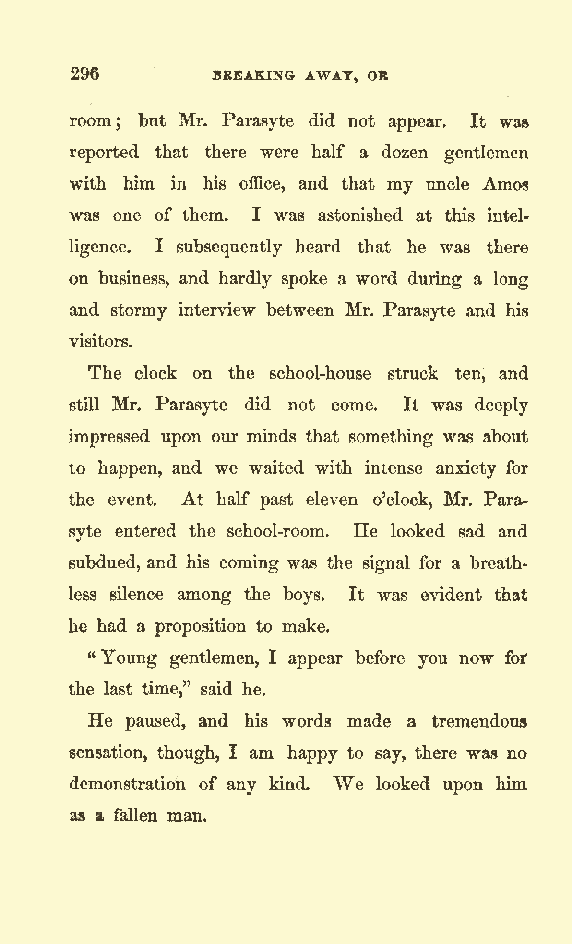 296 BREAKING AWAY, OR
room; but Mr. Parasyte did not appear. It was
reported that there were half a dozen gentlemen
with him in his office, and that my uncle Amos
was one of them. I was astonished at this intel-
ligence. I subsequently heard that he was there
on business, and hardly spoke a word during a long
and stormy interview between Mr. Parasyte and his
visitors.
The clock on the school-house struck ten, and
still Mr. Parasyte did not come. It was deeply
impressed upon our minds that something was about
to happen, and we waited with intense anxiety for
the event. At half past eleven o'clock, Mr. Para-
syte entered the school-room. He looked sad and
subdued, and his coming was the signal for a breath-
less silence among the boys. It was evident that
he had a proposition to make.
"Young gentlemen, I appear before you now for
the last time," said he.
He paused, and his words made a tremendous
sensation, though, I am happy to say, there was no
demonstration of any kind. We looked upon him
as a fallen man.